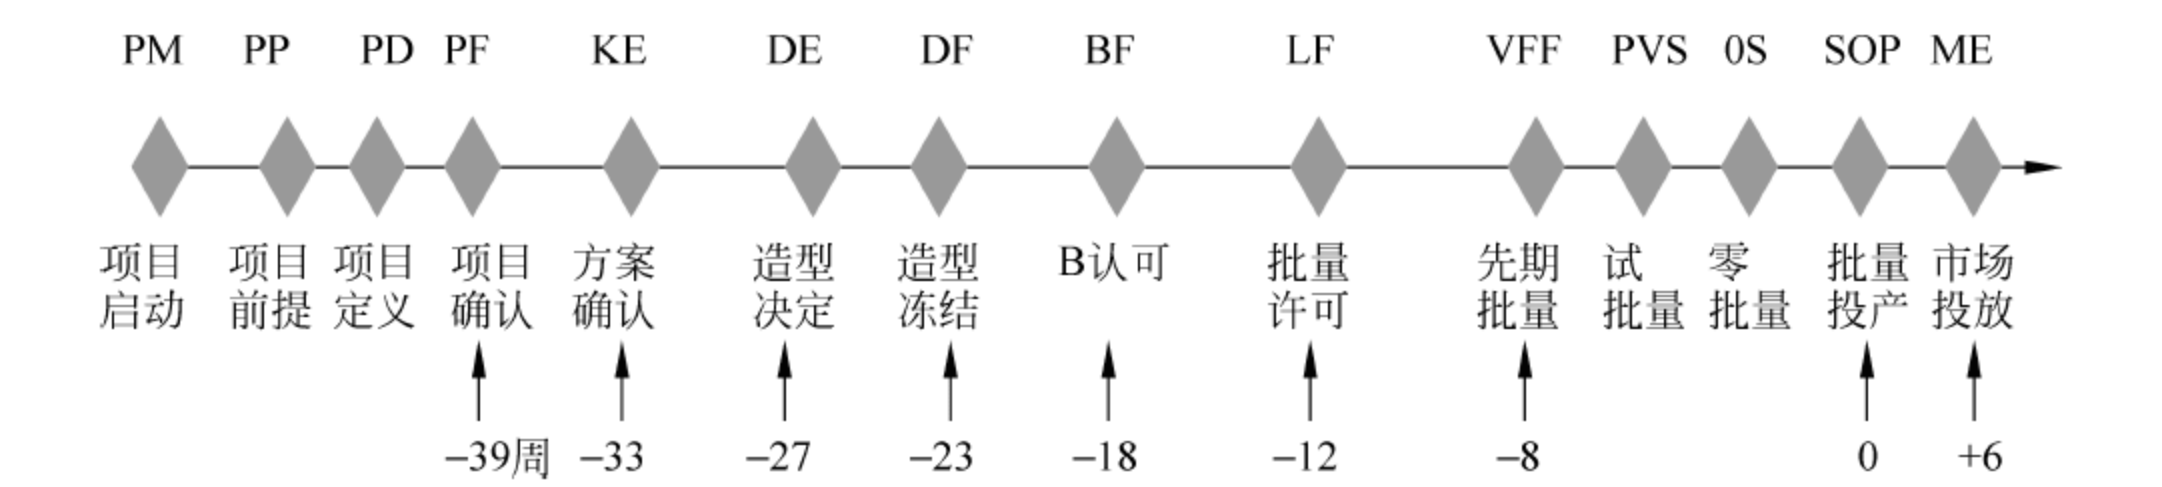 PM PP PD PF KE DE DF BF LF VFF PVS 0S SOP ME
项目 项目 项目 项目 方案 造型 造型 B认可 批量 先期 试 零 批量 市场
启动 前提 定义 确认 确认 决定 冻结 许可 批量 批量 批量 投产 投放
–39周 –33 –27 –23 –18 –12 –8 0 +6